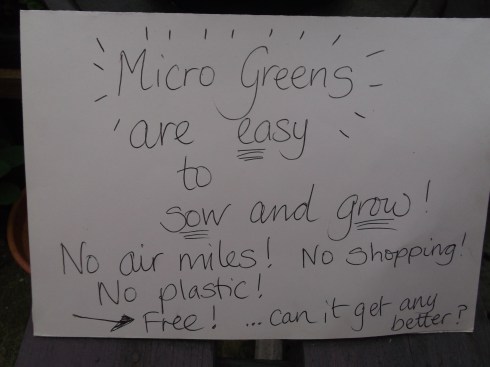 Micro Greens
are easy
to
sow and grow!
No air miles! No shopping!
No plastic!
→ Free! ...can it get any
better?